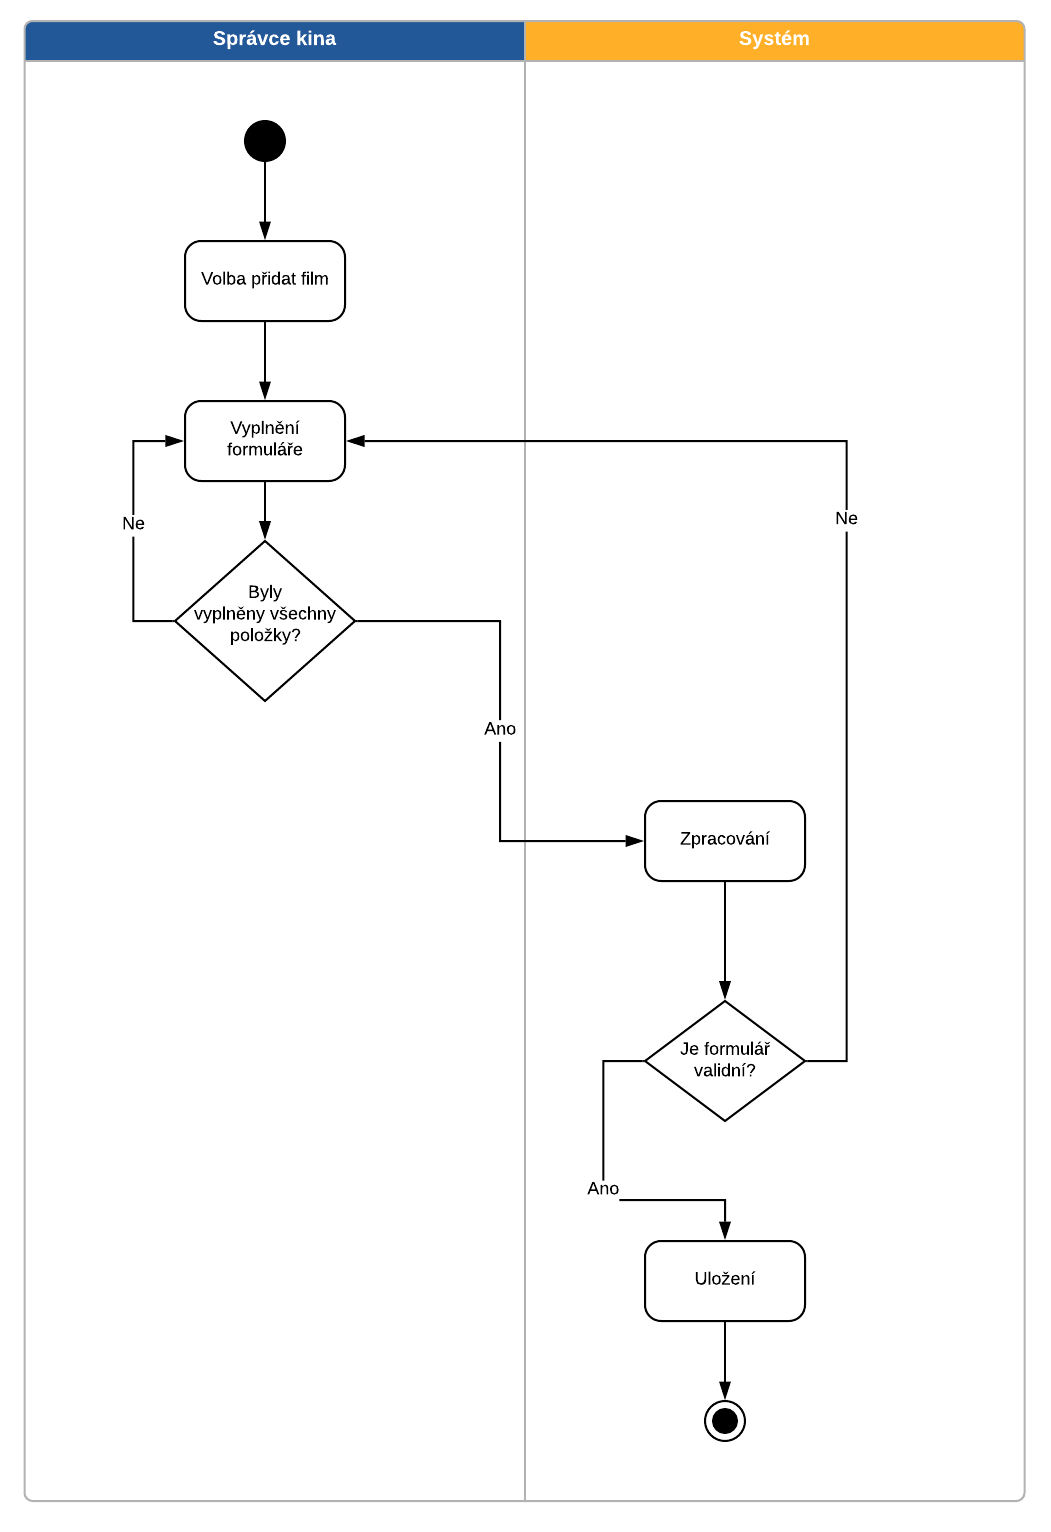 Správce kina
Systém
Volba přidat film
Vyplnění
formuláře
Ne
Ne
Byly
vyplněny všechny
položky?
Ano
Zpracování
Je formulář
validní?
Ano
Uložení